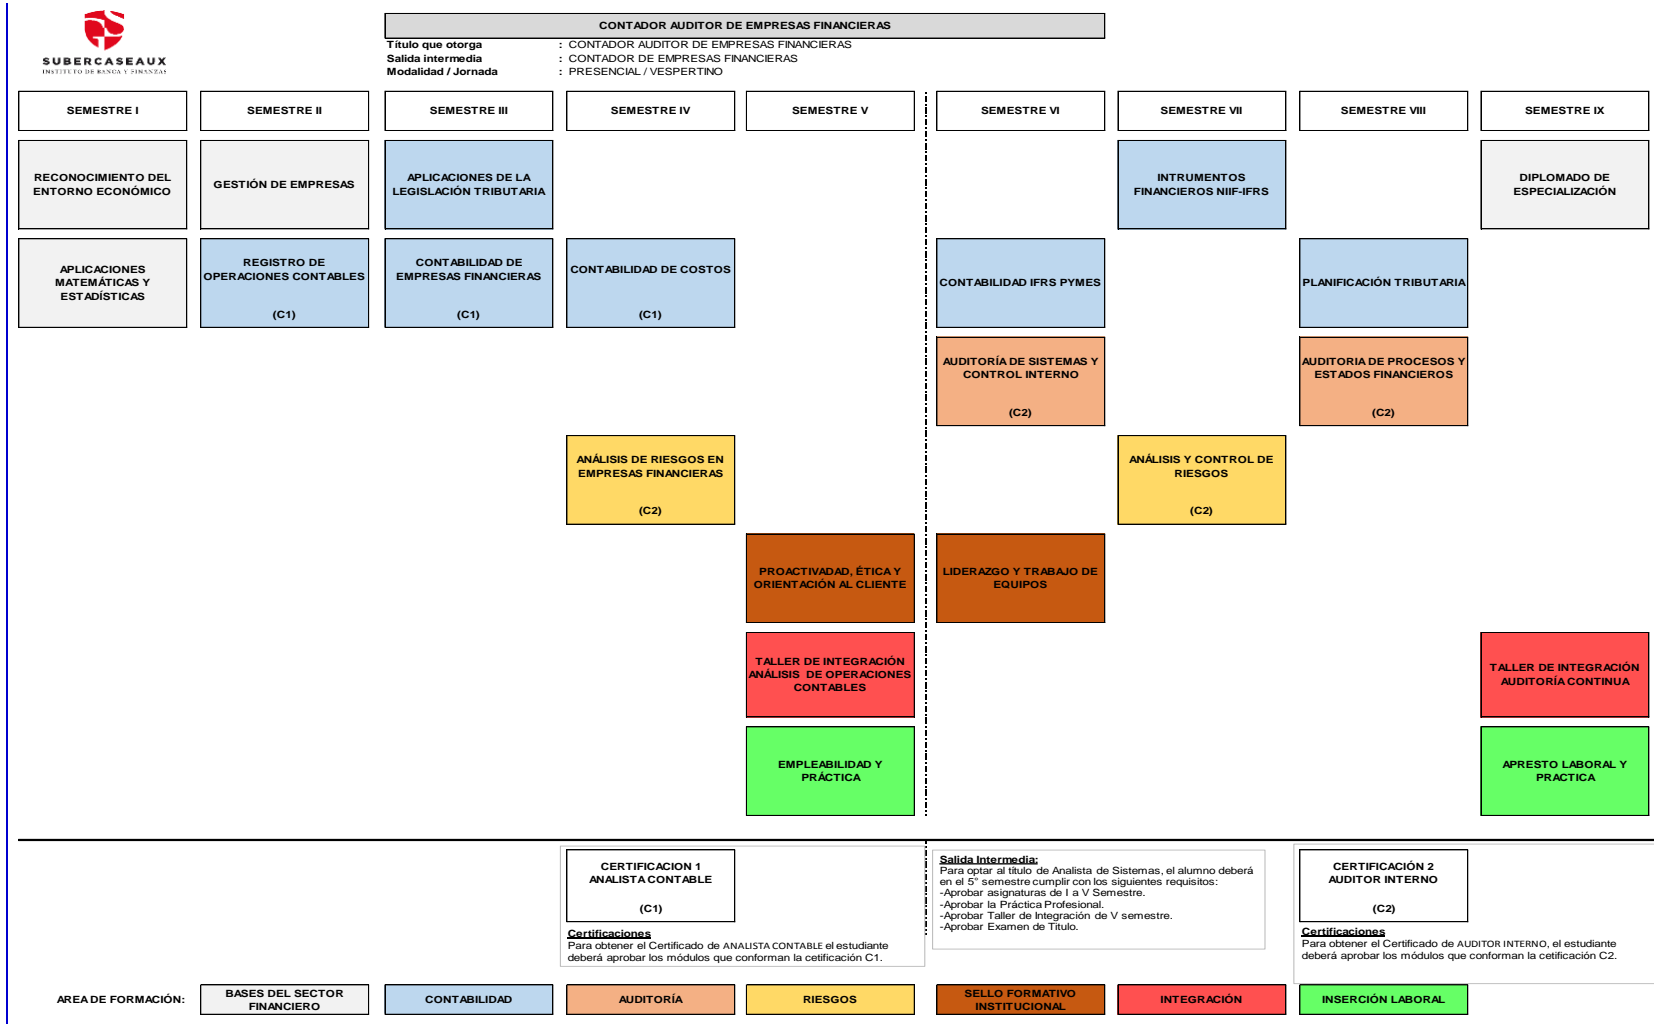 SUBERCASEAUX
INSTITUTO DE BANCA Y FINANZAS
CONTADOR AUDITOR DE EMPRESAS FINANCIERAS
Título que otorga : CONTADOR AUDITOR DE EMPRESAS FINANCIERAS
Salida intermedia : CONTADOR DE EMPRESAS FINANCIERAS
Modalidad / Jornada : PRESENCIAL / VESPERTINO
SEMESTRE I
SEMESTRE II
SEMESTRE III
SEMESTRE IV
SEMESTRE V
SEMESTRE VI
SEMESTRE VII
SEMESTRE VIII
SEMESTRE IX
RECONOCIMIENTO DEL
ENTORNO ECONÓMICO
GESTIÓN DE EMPRESAS
APLICACIONES DE LA
LEGISLACIÓN TRIBUTARIA
INTRUMENTOS
FINANCIEROS NIIF-IFRS
DIPLOMADO DE
ESPECIALIZACIÓN
APLICACIONES
MATEMÁTICAS Y
ESTADÍSTICAS
REGISTRO DE
OPERACIONES CONTABLES
(C1)
CONTABILIDAD DE
EMPRESAS FINANCIERAS
(C1)
CONTABILIDAD DE COSTOS
(C1)
CONTABILIDAD IFRS PYMES
PLANIFICACIÓN TRIBUTARIA
AUDITORÍA DE SISTEMAS Y
CONTROL INTERNO
(C2)
AUDITORIA DE PROCESOS Y
ESTADOS FINANCIEROS
(C2)
ANÁLISIS DE RIESGOS EN
EMPRESAS FINANCIERAS
(C2)
ANÁLISIS Y CONTROL DE
RIESGOS
(C2)
PROACTIVADAD, ÉTICA Y
ORIENTACIÓN AL CLIENTE
LIDERAZGO Y TRABAJO DE
EQUIPOS
TALLER DE INTEGRACIÓN
ANÁLISIS DE OPERACIONES
CONTABLES
TALLER DE INTEGRACIÓN
AUDITORÍA CONTINUA
EMPLEABILIDAD Y
PRÁCTICA
APRESTO LABORAL Y
PRACTICA
CERTIFICACION 1
ANALISTA CONTABLE
(C1)
Certificaciones
Para obtener el Certificado de ANALISTA CONTABLE el estudiante
deberá aprobar los módulos que conforman la cetificación C1.
Salida Intermedia:
Para optar al título de Analista de Sistemas, el alumno deberá
en el 5° semestre cumplir con los siguientes requisitos:
-Aprobar asignaturas de I a V Semestre.
-Aprobar la Práctica Profesional.
-Aprobar Taller de Integración de V semestre.
-Aprobar Examen de Título.
CERTIFICACIÓN 2
AUDITOR INTERNO
(C2)
Certificaciones
Para obtener el Certificado de AUDITOR INTERNO, el estudiante
deberá aprobar los módulos que conforman la cetificación C2.
AREA DE FORMACIÓN:
BASES DEL SECTOR
FINANCIERO
CONTABILIDAD
AUDITORÍA
RIESGOS
SELLO FORMATIVO
INSTITUCIONAL
INTEGRACIÓN
INSERCIÓN LABORAL